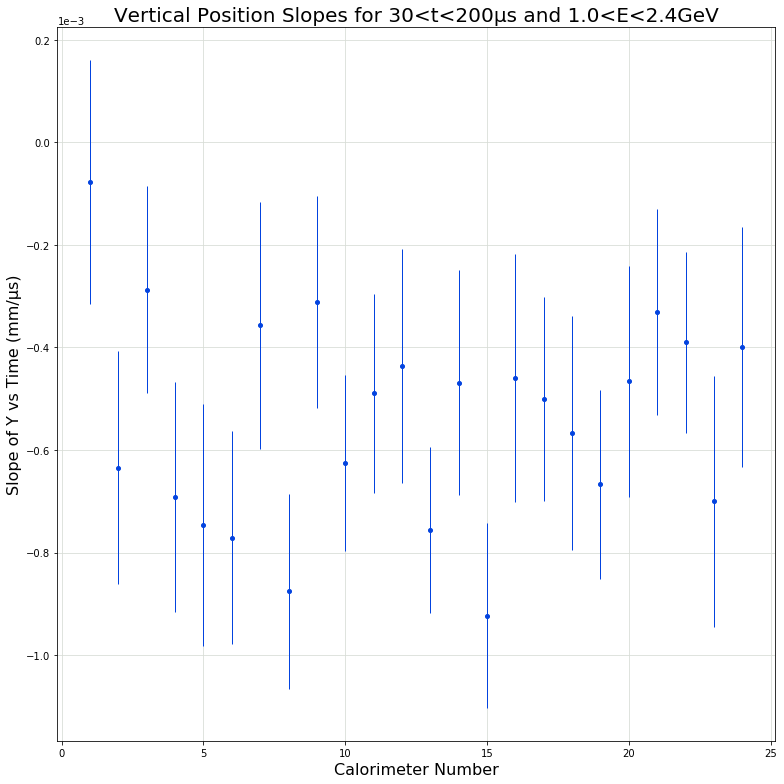 Vertical Position Slopes for 30<t<200μs and 1.0<E<2.4GeV
1e−3
0.2
0.0
−0.2
−0.4
−0.6
−0.8
−1.0
Slope of Y vs Time (mm/μs)
0 5 10 15 20 25
Calorimeter Number